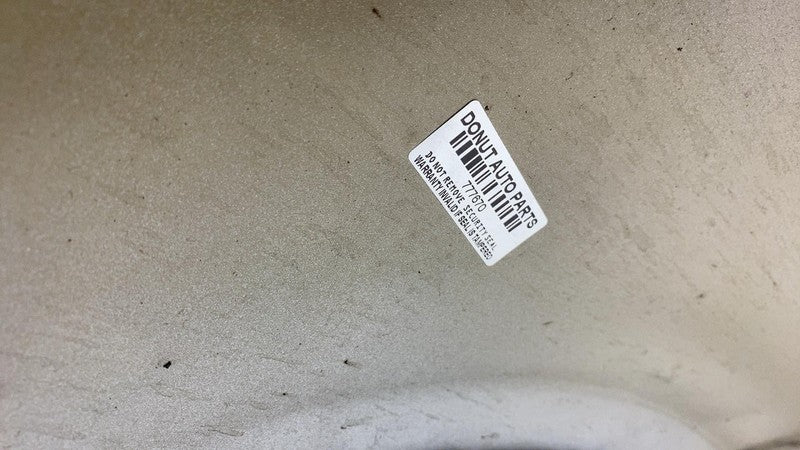 DONUT AUTO PARTS
777670
DO NOT REMOVE SECURITY SEAL
WARRANTY INVALID IF SEAL IS TAMPERED